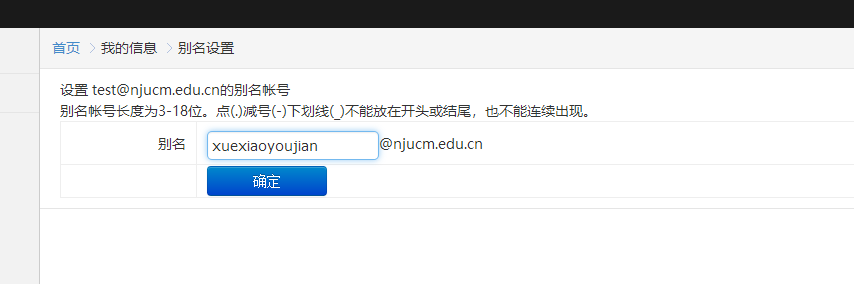 首页 > 我的信息 > 别名设置
设置 test@njucm.edu.cn的别名帐号
别名帐号长度为3-18位。点(.)减号(-)下划线(_)不能放在开头或结尾，也不能连续出现。
别名 xuexiaoyoujian@njucm.edu.cn
确定